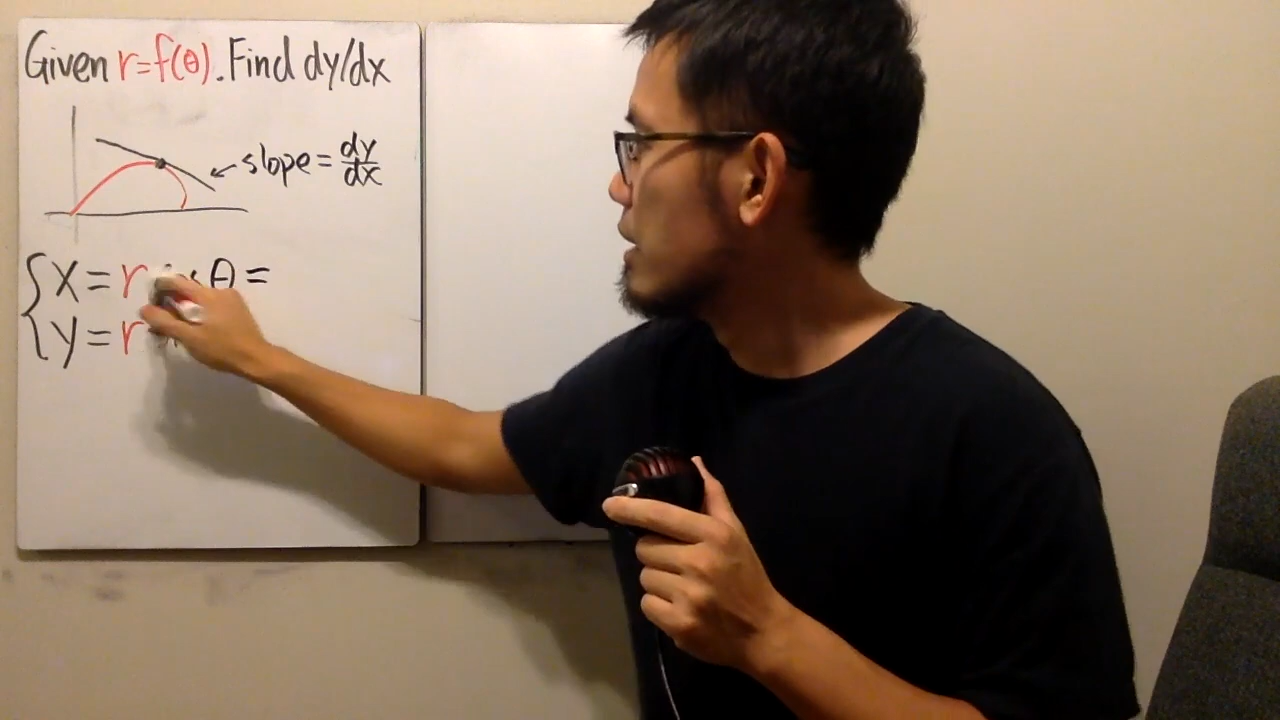 Given r=f(θ). Find dy/dx
slope = dy/dx
x = r θ =
y = r